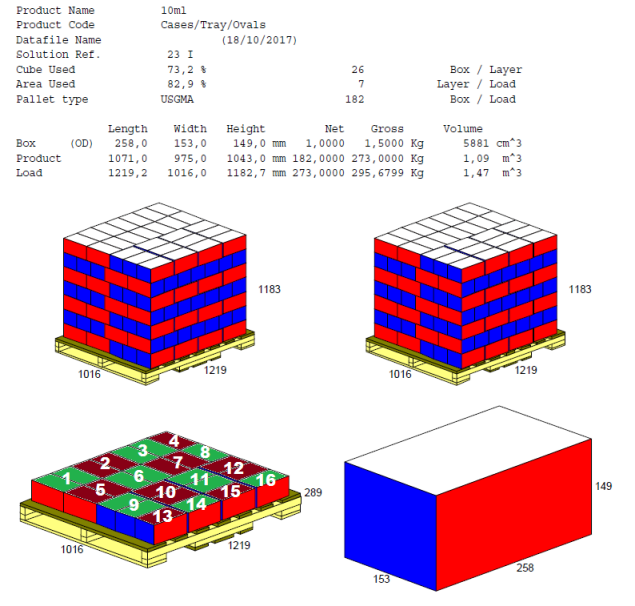 Product Name 10ml
Product Code Cases/Tray/Ovals
Datafile Name (18/10/2017)
Solution Ref. 23 I
Cube Used 73,2 % 26 Box / Layer
Area Used 82,9 % 7 Layer / Load
Pallet type USGMA 182 Box / Load
Length Width Height Net Gross Volume
Box (OD) 258,0 153,0 149,0 mm 1,0000 1,5000 Kg 5881 cm^3
Product 1071,0 975,0 1043,0 mm 182,0000 273,0000 Kg 1,09 m^3
Load 1219,2 1016,0 1182,7 mm 273,0000 295,6799 Kg 1,47 m^3
1183
1016
1219
1183
1016
1219
4
3
8
2
7
12
1
6
11
16
5
10
15
9
14
13
289
1016
1219
149
258
153